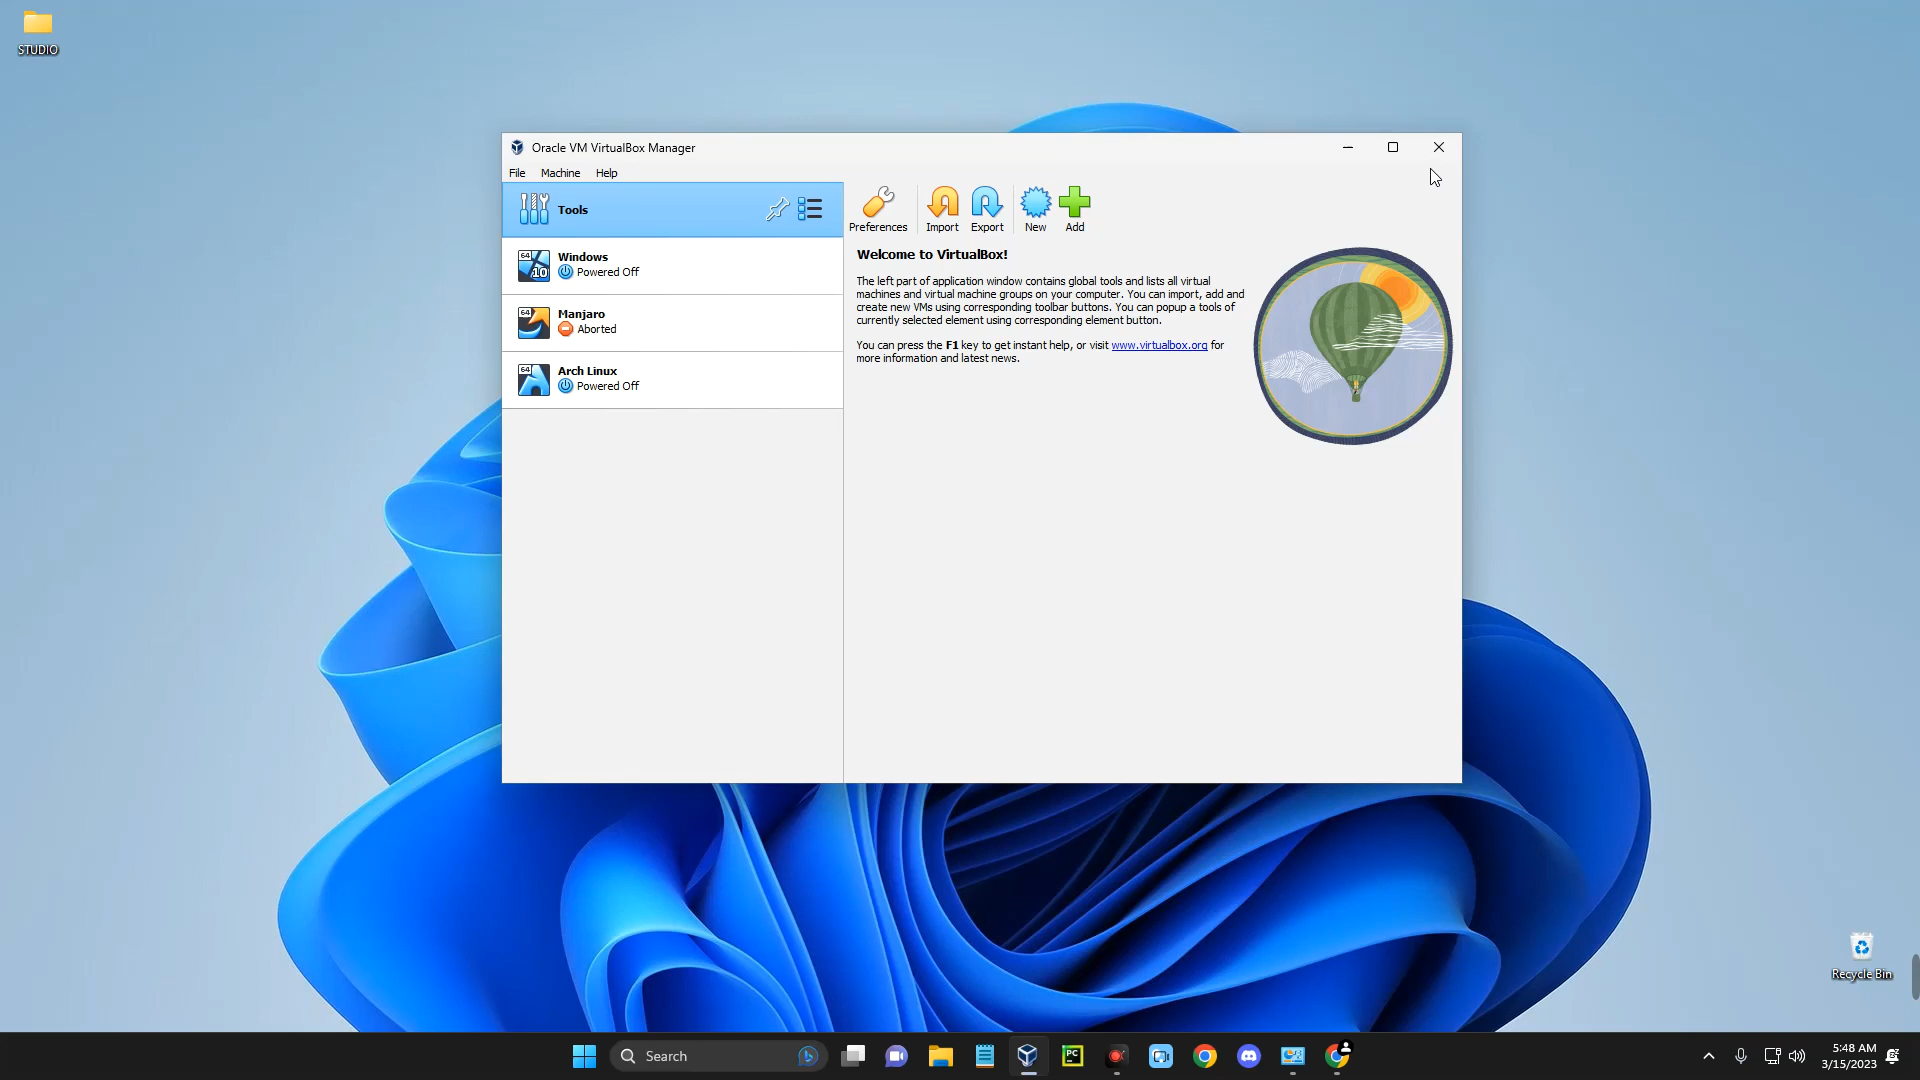 STUDIO
Oracle VM VirtualBox Manager
File Machine Help
Tools
Preferences Import Export New Add
64
10
Windows
Powered Off
64
Manjaro
Aborted
64
Arch Linux
Powered Off
Welcome to VirtualBox!
The left part of application window contains global tools and lists all virtual
machines and virtual machine groups on your computer. You can import, add and
create new VMs using corresponding toolbar buttons. You can popup a tools of
currently selected element using corresponding element button.
You can press the F1 key to get instant help, or visit www.virtualbox.org for
more information and latest news.
Recycle Bin
Search
PC
5:48 AM
3/15/2023